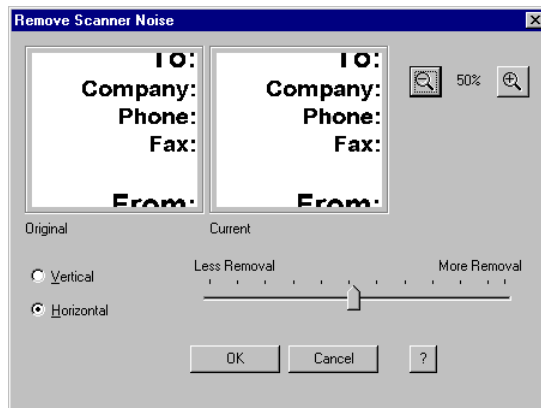 Remove Scanner Noise
To:
Company:
Phone:
Fax:
From:
To:
Company:
Phone:
Fax:
From:
50%
Original
Current
Vertical
Horizontal
Less Removal
More Removal
OK
Cancel
?